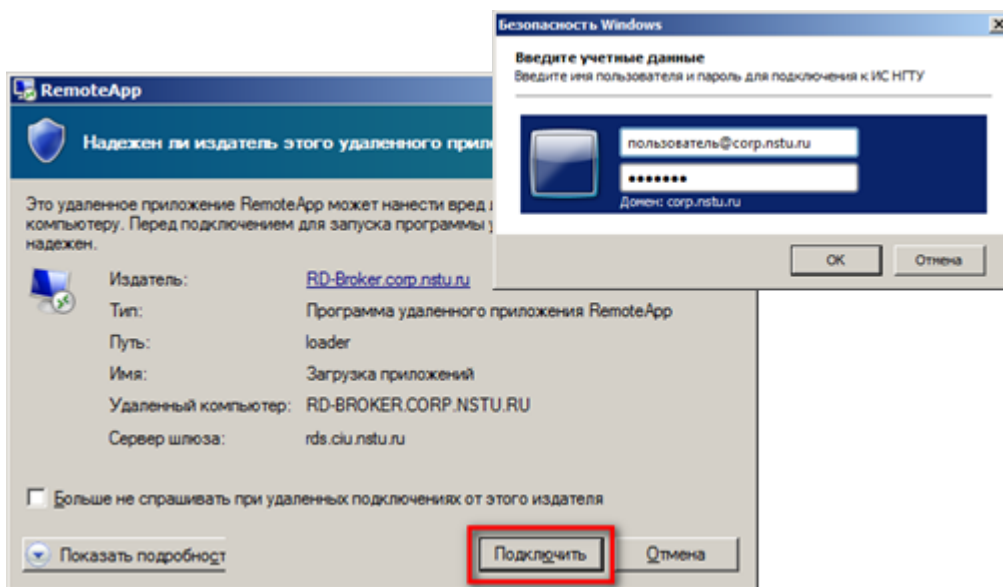 Безопасность Windows
Введите учетные данные
Введите имя пользователя и пароль для подключения к ИС НГТУ
пользователь@corp.nstu.ru
•••••••
Домен: corp.nstu.ru
OK
Отмена
RemoteApp
Надежен ли издатель этого удаленного
Это удаленное приложение RemoteApp может нанести вред
компьютеру. Перед подключением для запуска программы
надежен.
Издатель: RD-Broker.corp.nstu.ru
Тип: Программа удаленного приложения RemoteApp
Путь: loader
Имя: Загрузка приложений
Удаленный компьютер: RD-BROKER.CORP.NSTU.RU
Сервер шлюза: rds.ciu.nstu.ru
Больше не спрашивать при удаленных подключениях от этого издателя
Показать подробност
Подключить
Отмена